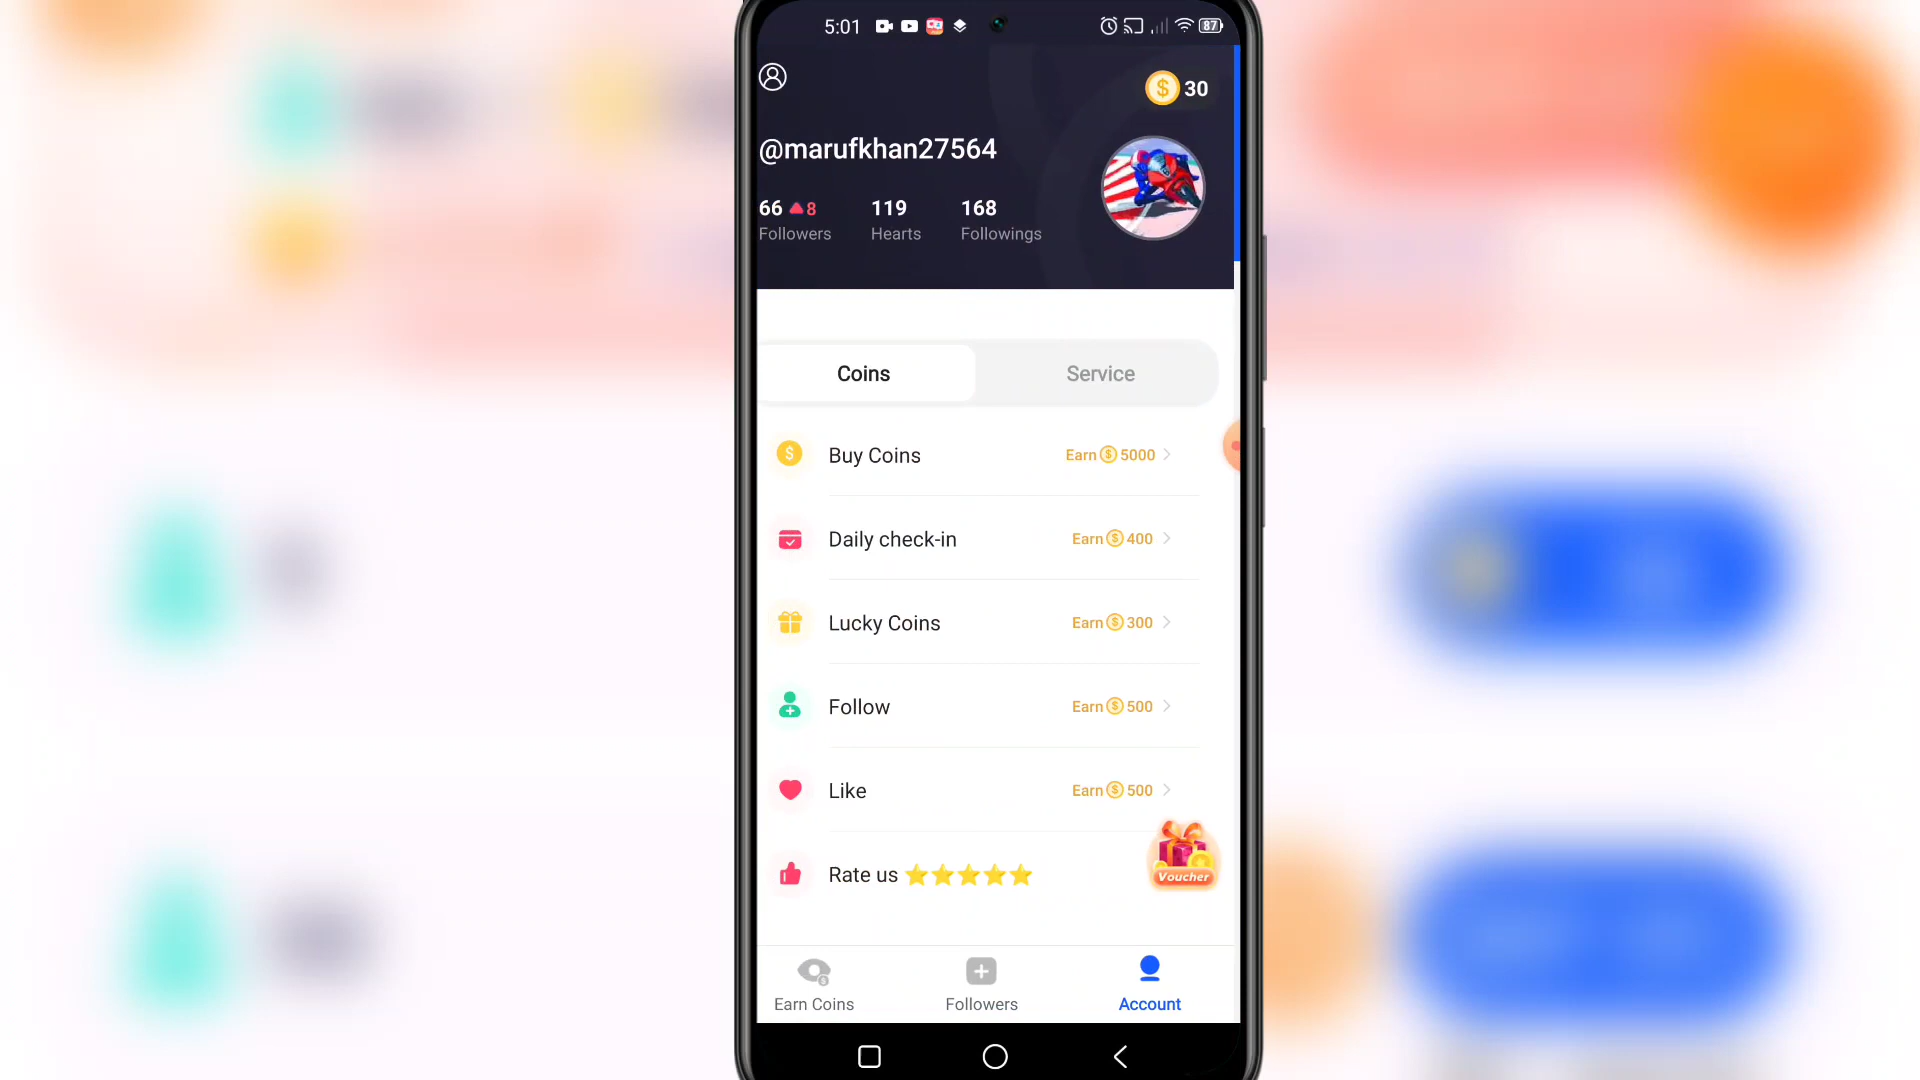 5:01 87
30
@marufkhan27564
66 8 119 168
Followers Hearts Followings
Coins Service
Buy Coins Earn $ 5000
Daily check-in Earn $ 400
Lucky Coins Earn $ 300
Follow Earn $ 500
Like Earn $ 500
Rate us ⭐⭐⭐⭐⭐
Voucher
Earn Coins Followers Account